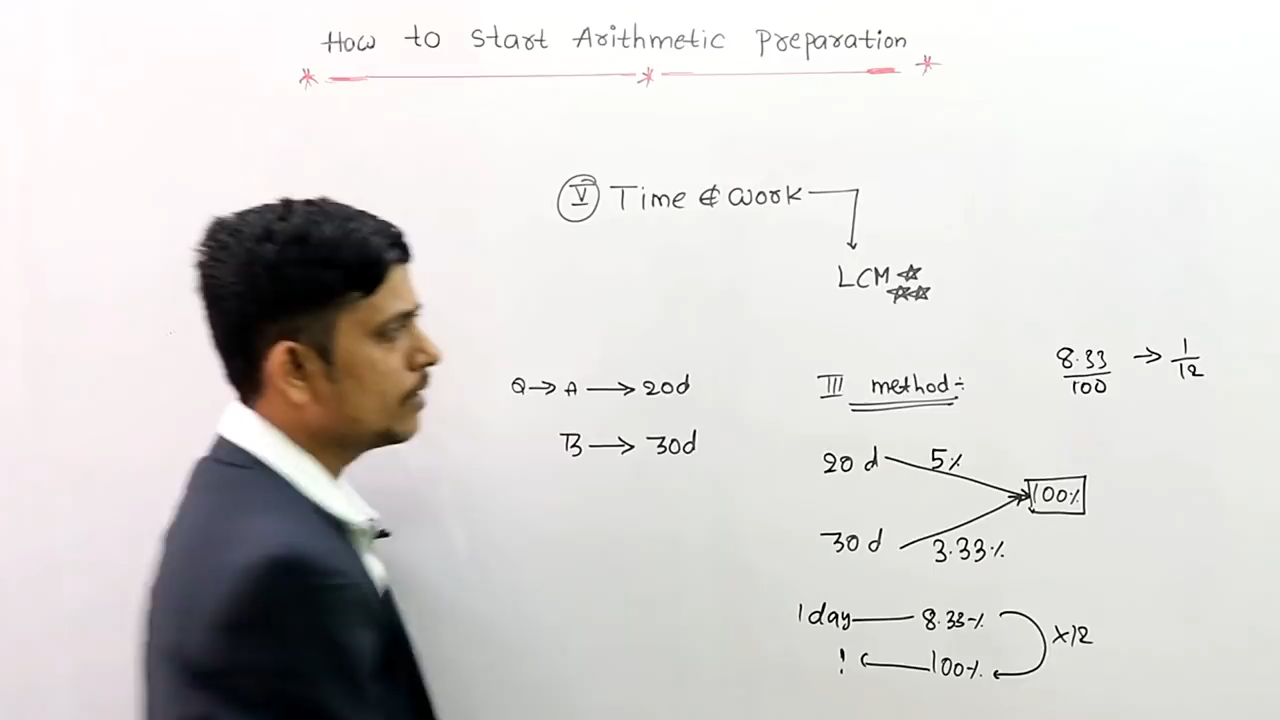 How to start Arithmetic Preparation
V Time & work
LCM
Q → A → 20d
B → 30d
III method:
8.33/100 → 1/12
20 d 5%
100%
30 d 3.33%
1 day 8.33%
×12
! 100%